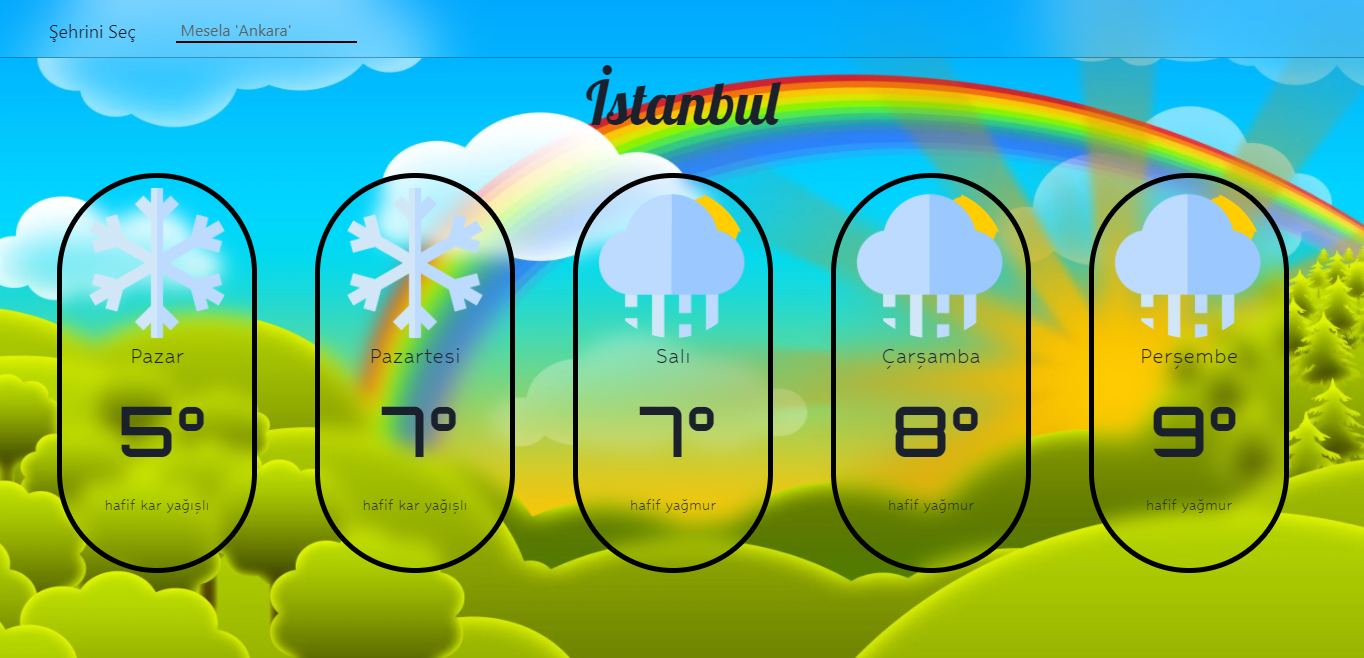 Şehrini Seç
Mesela 'Ankara'
İstanbul
Pazar
5°
hafif kar yağışlı
Pazartesi
7°
hafif kar yağışlı
Salı
7°
hafif yağmur
Çarşamba
8°
hafif yağmur
Perşembe
9°
hafif yağmur